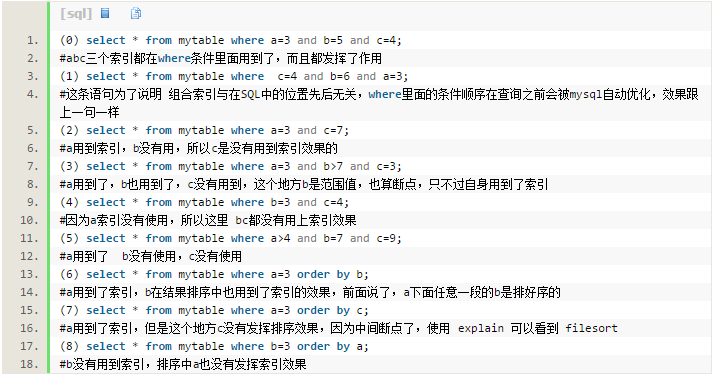 [sql]
1. (0) select * from mytable where a=3 and b=5 and c=4;
2. #abc三个索引都在where条件里面用到了，而且都发挥了作用
3. (1) select * from mytable where  c=4 and b=6 and a=3;
4. #这条语句为了说明 组合索引与在SQL中的位置先后无关，where里面的条件顺序在查询之前会被mysql自动优化，效果跟
上一句一样
5. (2) select * from mytable where a=3 and c=7;
6. #a用到索引，b没有用，所以c是没有用到索引效果的
7. (3) select * from mytable where a=3 and b>7 and c=3;
8. #a用到了，b也用到了，c没有用到，这个地方b是范围值，也算断点，只不过自身用到了索引
9. (4) select * from mytable where b=3 and c=4;
10. #因为a索引没有使用，所以这里 bc都没有用上索引效果
11. (5) select * from mytable where a>4 and b=7 and c=9;
12. #a用到了  b没有使用，c没有使用
13. (6) select * from mytable where a=3 order by b;
14. #a用到了索引，b在结果排序中也用到了索引的效果，前面说了，a下面任意一段的b是排好序的
15. (7) select * from mytable where a=3 order by c;
16. #a用到了索引，但是这个地方c没有发挥排序效果，因为中间断点了，使用 explain 可以看到 filesort
17. (8) select * from mytable where b=3 order by a;
18. #b没有用到索引，排序中a也没有发挥索引效果